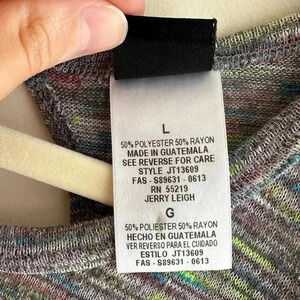 L
50% POLYESTER 50% RAYON
MADE IN GUATEMALA
SEE REVERSE FOR CARE
STYLE JT13609
FAS - S89631 - 0613
RN 55219
JERRY LEIGH
G
50% POLIESTER 50% RAYON
HECHO EN GUATEMALA
VER REVERSO PARA EL CUIDADO
ESTILO JT13609
FAS - S89631 - 0613